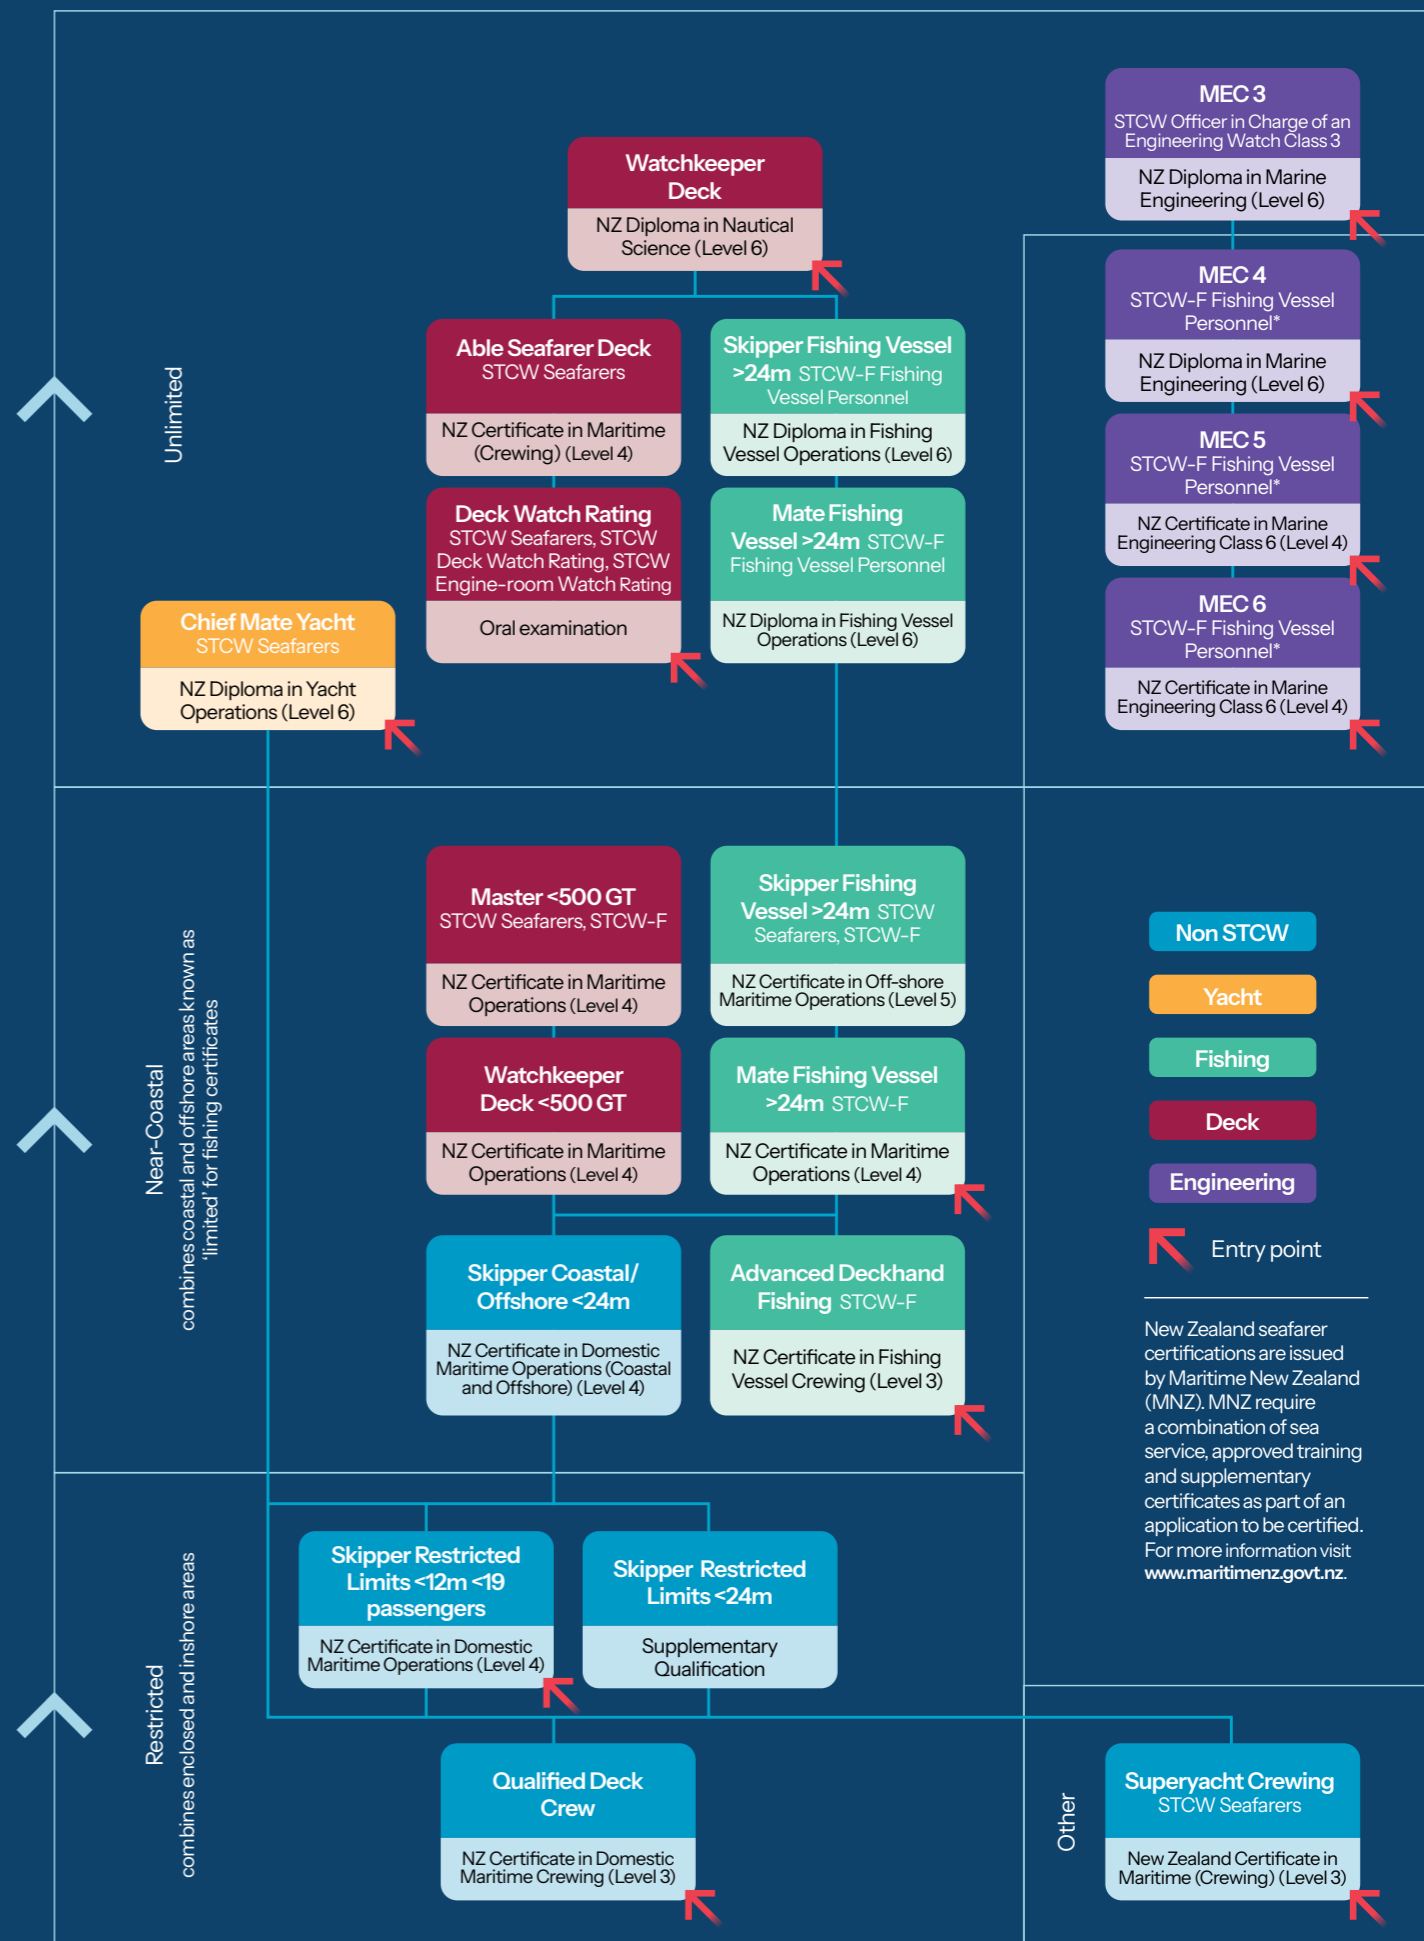 MEC 3
STCW Officer in Charge of an
Engineering Watch Class 3
NZ Diploma in Marine
Engineering (Level 6)
Watchkeeper
Deck
NZ Diploma in Nautical
Science (Level 6)
MEC 4
STCW-F Fishing Vessel
Personnel*
NZ Diploma in Marine
Engineering (Level 6)
Unlimited
Able Seafarer Deck
STCW Seafarers
NZ Certificate in Maritime
(Crewing) (Level 4)
Skipper Fishing Vessel
>24m STCW-F Fishing
Vessel Personnel
NZ Diploma in Fishing
Vessel Operations (Level 6)
MEC 5
STCW-F Fishing Vessel
Personnel*
NZ Certificate in Marine
Engineering Class 6 (Level 4)
Deck Watch Rating
STCW Seafarers, STCW
Deck Watch Rating, STCW
Engine-room Watch Rating
Oral examination
Mate Fishing
Vessel >24m STCW-F
Fishing Vessel Personnel
NZ Diploma in Fishing Vessel
Operations (Level 6)
MEC 6
STCW-F Fishing Vessel
Personnel*
NZ Certificate in Marine
Engineering Class 6 (Level 4)
Chief Mate Yacht
STCW Seafarers
NZ Diploma in Yacht
Operations (Level 6)
Near-Coastal
combines coastal and offshore areas known as
‘limited’ for fishing certificates
Master <500 GT
STCW Seafarers, STCW-F
NZ Certificate in Maritime
Operations (Level 4)
Skipper Fishing
Vessel >24m STCW
Seafarers, STCW-F
NZ Certificate in Off-shore
Maritime Operations (Level 5)
Watchkeeper
Deck <500 GT
NZ Certificate in Maritime
Operations (Level 4)
Mate Fishing Vessel
>24m STCW-F
NZ Certificate in Maritime
Operations (Level 4)
Skipper Coastal/
Offshore <24m
NZ Certificate in Domestic
Maritime Operations (Coastal
and Offshore) (Level 4)
Advanced Deckhand
Fishing STCW-F
NZ Certificate in Fishing
Vessel Crewing (Level 3)
Non STCW
Yacht
Fishing
Deck
Engineering
Entry point
New Zealand seafarer
certifications are issued
by Maritime New Zealand
(MNZ). MNZ require
a combination of sea
service, approved training
and supplementary
certificates as part of an
application to be certified.
For more information visit
www.maritimenz.govt.nz.
Restricted
combines enclosed and inshore areas
Skipper Restricted
Limits <12m <19
passengers
NZ Certificate in Domestic
Maritime Operations (Level 4)
Skipper Restricted
Limits <24m
Supplementary
Qualification
Qualified Deck
Crew
NZ Certificate in Domestic
Maritime Crewing (Level 3)
Other
Superyacht Crewing
STCW Seafarers
New Zealand Certificate in
Maritime (Crewing) (Level 3)